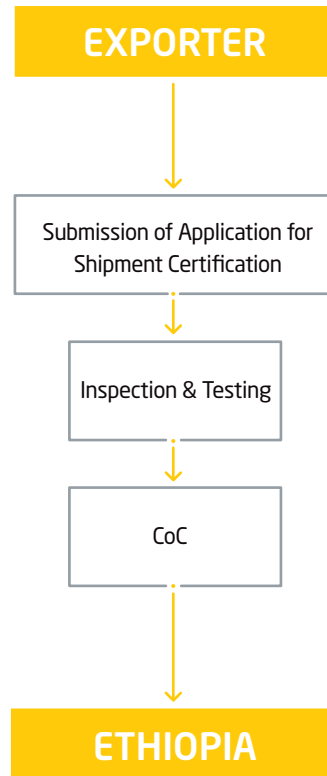 EXPORTER
Submission of Application for
Shipment Certification
Inspection & Testing
CoC
ETHIOPIA